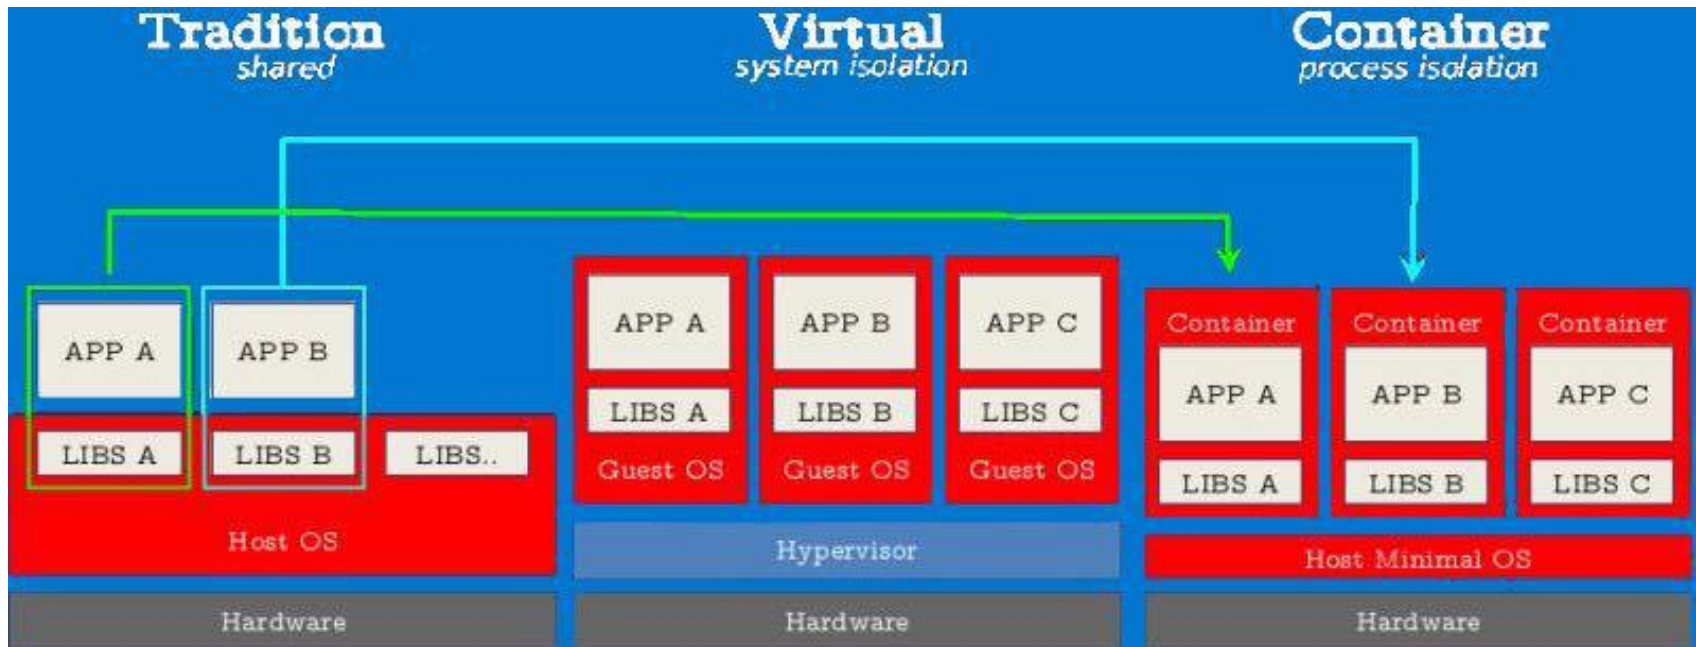 Tradition
shared
Virtual
system isolation
Container
process isolation
APP A
APP B
LIBS A
LIBS B
LIBS..
Host OS
Hardware
APP A
APP B
APP C
LIBS A
LIBS B
LIBS C
Guest OS
Guest OS
Guest OS
Hypervisor
Hardware
Container
Container
Container
APP A
APP B
APP C
LIBS A
LIBS B
LIBS C
Host Minimal OS
Hardware